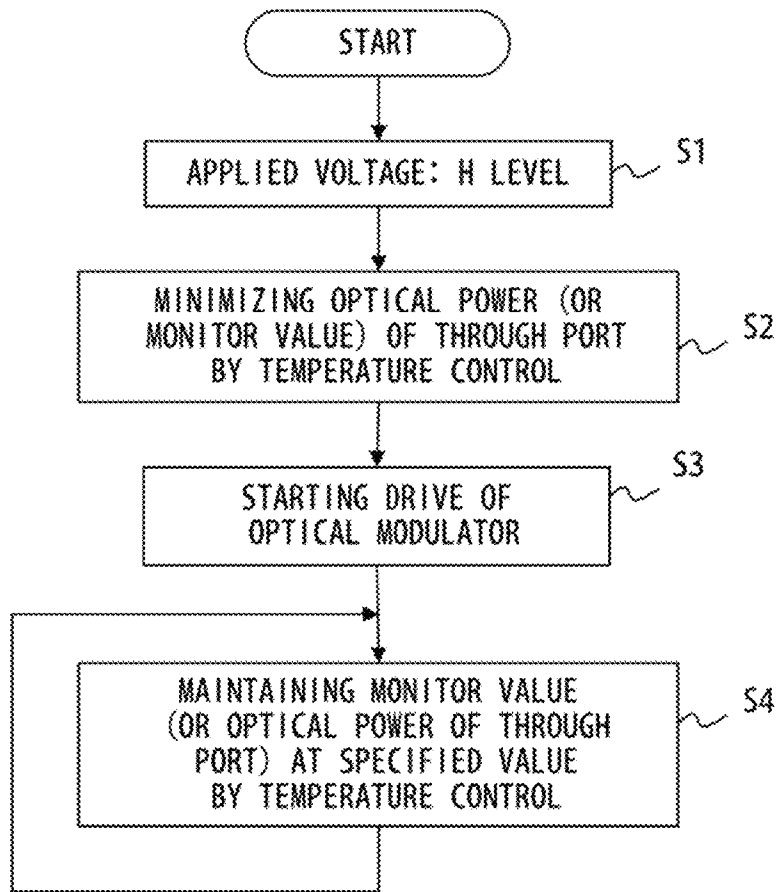 START
APPLIED VOLTAGE: H LEVEL
S1
MINIMIZING OPTICAL POWER (OR
MONITOR VALUE) OF THROUGH PORT
BY TEMPERATURE CONTROL
S2
STARTING DRIVE OF
OPTICAL MODULATOR
S3
MAINTAINING MONITOR VALUE
(OR OPTICAL POWER OF THROUGH
PORT) AT SPECIFIED VALUE
BY TEMPERATURE CONTROL
S4